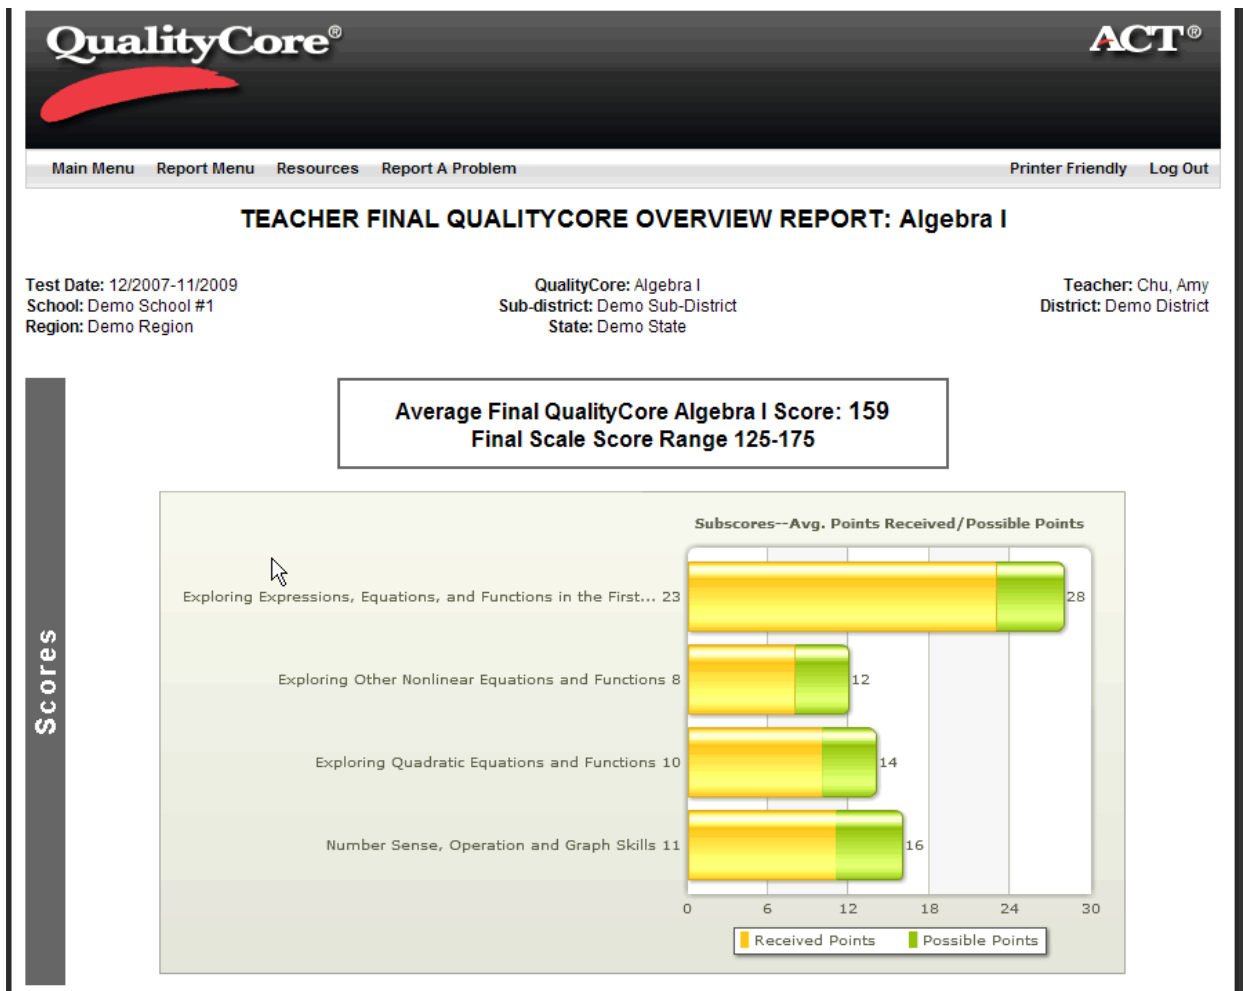 QualityCore®
ACT®
Main Menu Report Menu Resources Report A Problem Printer Friendly Log Out
TEACHER FINAL QUALITYCORE OVERVIEW REPORT: Algebra I
Test Date: 12/2007-11/2009 QualityCore: Algebra I Teacher: Chu, Amy
School: Demo School #1 Sub-district: Demo Sub-District District: Demo District
Region: Demo Region State: Demo State
Average Final QualityCore Algebra I Score: 159
Final Scale Score Range 125-175
Scores
Subscores--Avg. Points Received/Possible Points
Exploring Expressions, Equations, and Functions in the First... 23 28
Exploring Other Nonlinear Equations and Functions 8 12
Exploring Quadratic Equations and Functions 10 14
Number Sense, Operation and Graph Skills 11 16
0 6 12 18 24 30
Received Points Possible Points